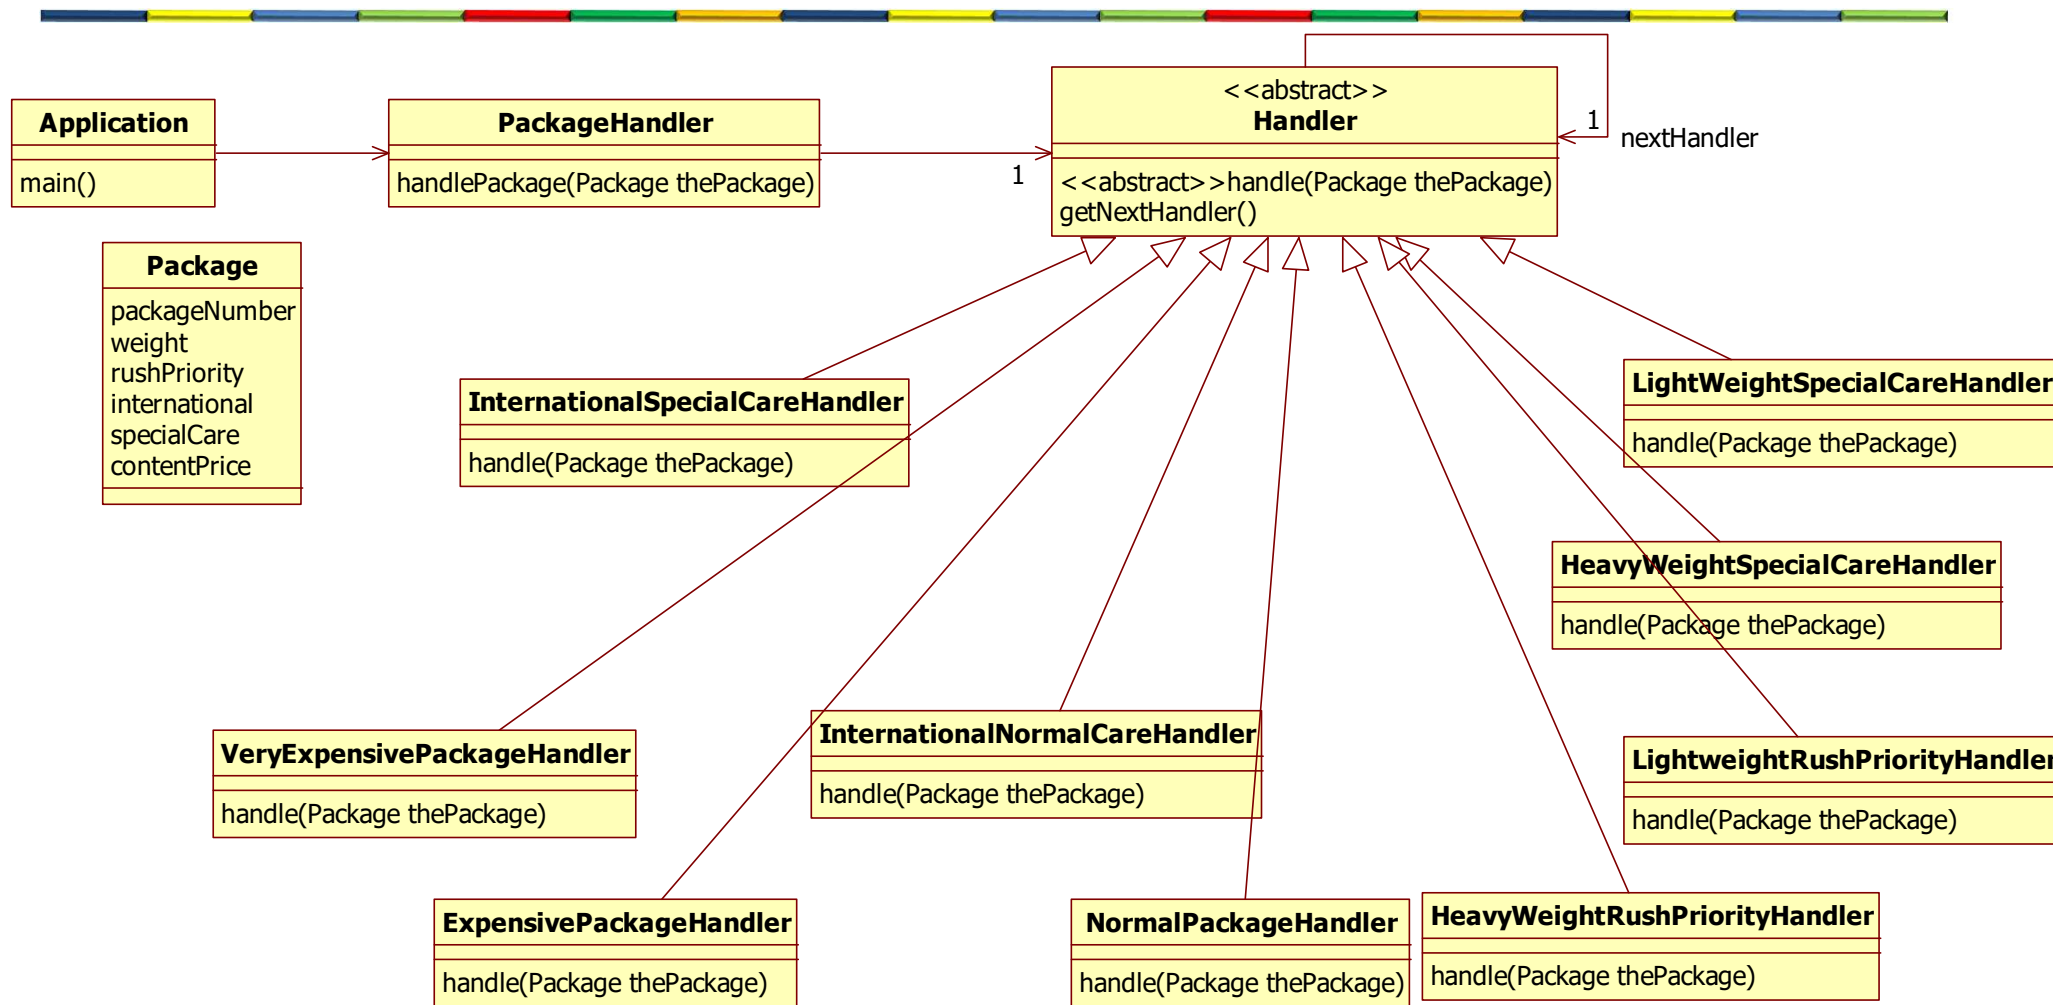 Application
main()
PackageHandler
handlePackage(Package thePackage)
1
<<abstract>>
Handler
<<abstract>>handle(Package thePackage)
getNextHandler()
1
nextHandler
Package
packageNumber
weight
rushPriority
international
specialCare
contentPrice
InternationalSpecialCareHandler
handle(Package thePackage)
LightWeightSpecialCareHandler
handle(Package thePackage)
HeavyWeightSpecialCareHandler
handle(Package thePackage)
VeryExpensivePackageHandler
handle(Package thePackage)
InternationalNormalCareHandler
handle(Package thePackage)
LightweightRushPriorityHandler
handle(Package thePackage)
ExpensivePackageHandler
handle(Package thePackage)
NormalPackageHandler
handle(Package thePackage)
HeavyWeightRushPriorityHandler
handle(Package thePackage)